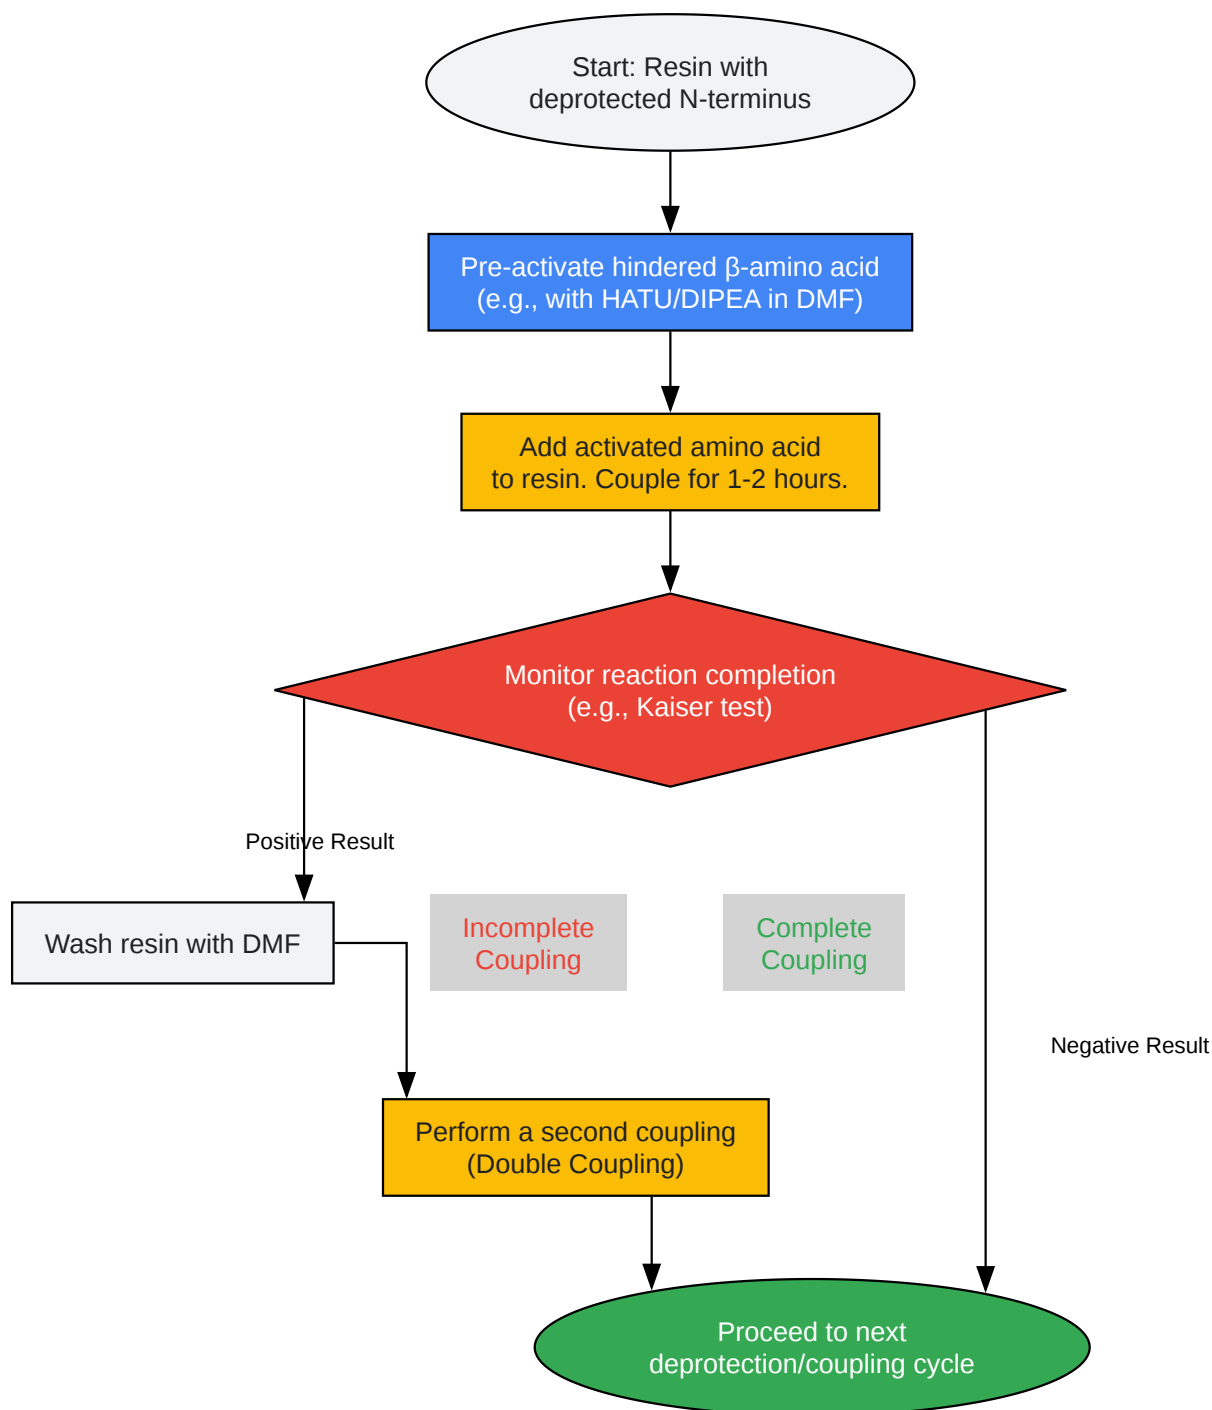 Start: Resin with
deprotected N-terminus
Pre-activate hindered β-amino acid
(e.g., with HATU/DIPEA in DMF)
Add activated amino acid
to resin. Couple for 1-2 hours.
Monitor reaction completion
(e.g., Kaiser test)
Positive Result
Wash resin with DMF
Incomplete
Coupling
Complete
Coupling
Negative Result
Perform a second coupling
(Double Coupling)
Proceed to next
deprotection/coupling cycle